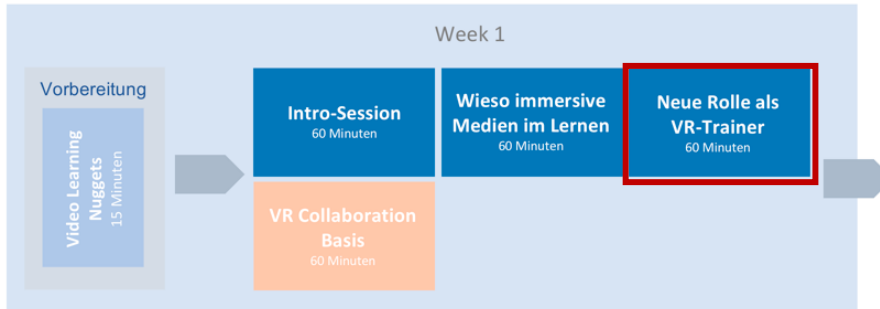 Week 1
Vorbereitung
Video Learning
Nuggets
15 Minuten
Intro-Session
60 Minuten
Wieso immersive
Medien im Lernen
60 Minuten
Neue Rolle als
VR-Trainer
60 Minuten
VR Collaboration
Basis
60 Minuten